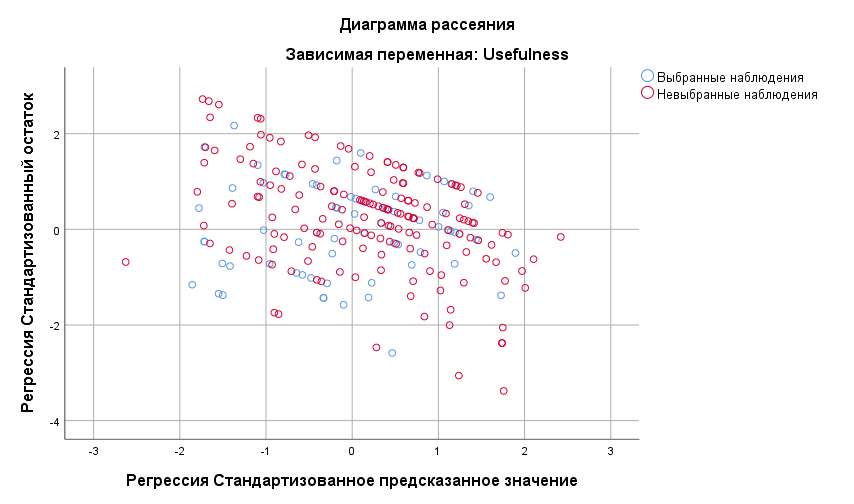 Диаграмма рассеяния
Зависимая переменная: Usefulness
Выбранные наблюдения
Невыбранные наблюдения
Регрессия Стандартизованный остаток
2
0
-2
-4
-3
-2
-1
0
1
2
3
Регрессия Стандартизованное предсказанное значение